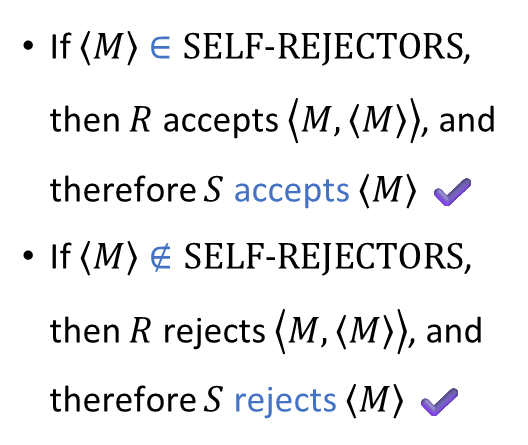 • If ⟨𝑀⟩ ∈ SELF-REJECTORS,
then 𝑅 accepts ⟨𝑀, ⟨𝑀⟩⟩, and
therefore 𝑆 accepts ⟨𝑀⟩ ✔
• If ⟨𝑀⟩ ∉ SELF-REJECTORS,
then 𝑅 rejects ⟨𝑀, ⟨𝑀⟩⟩, and
therefore 𝑆 rejects ⟨𝑀⟩ ✔